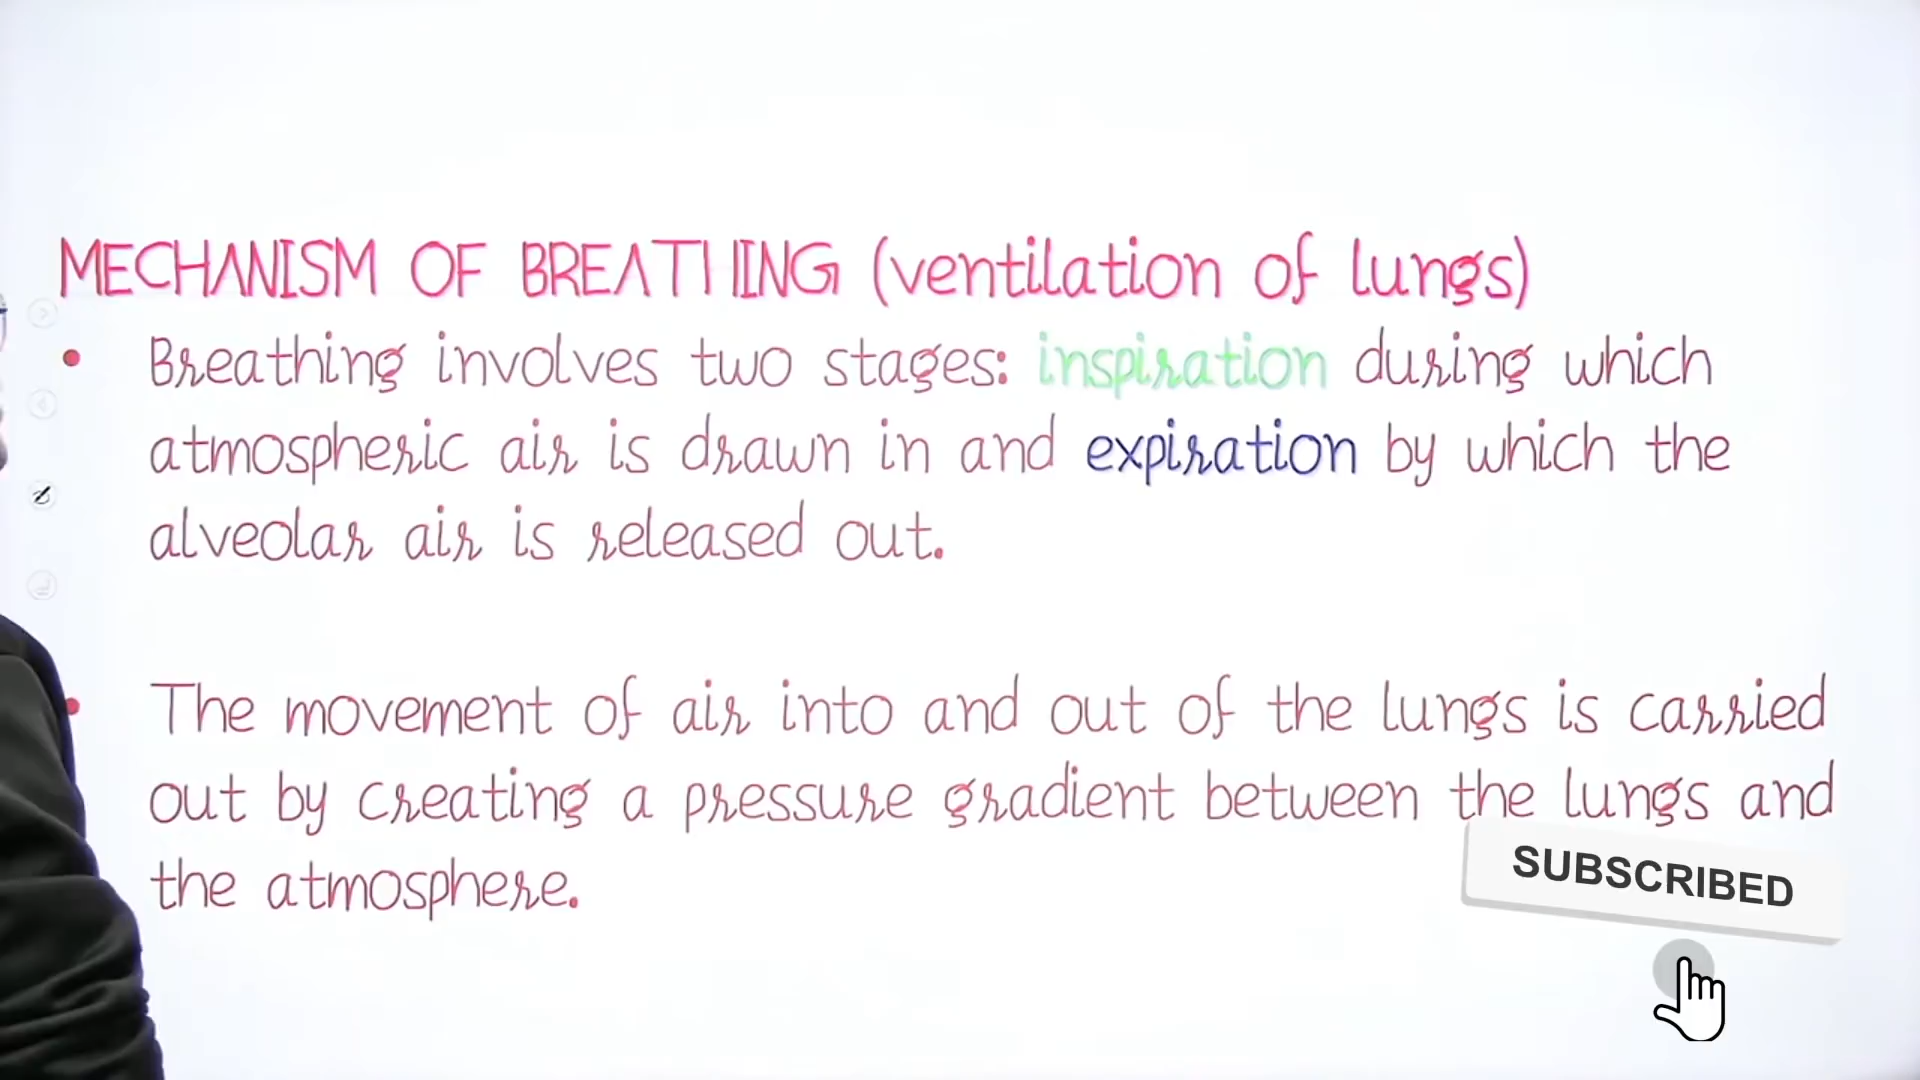 MECHANISM OF BREATHING (ventilation of lungs)
• Breathing involves two stages: inspiration during which
atmospheric air is drawn in and expiration by which the
alveolar air is released out.
• The movement of air into and out of the lungs is carried
out by creating a pressure gradient between the lungs and
the atmosphere.
SUBSCRIBED